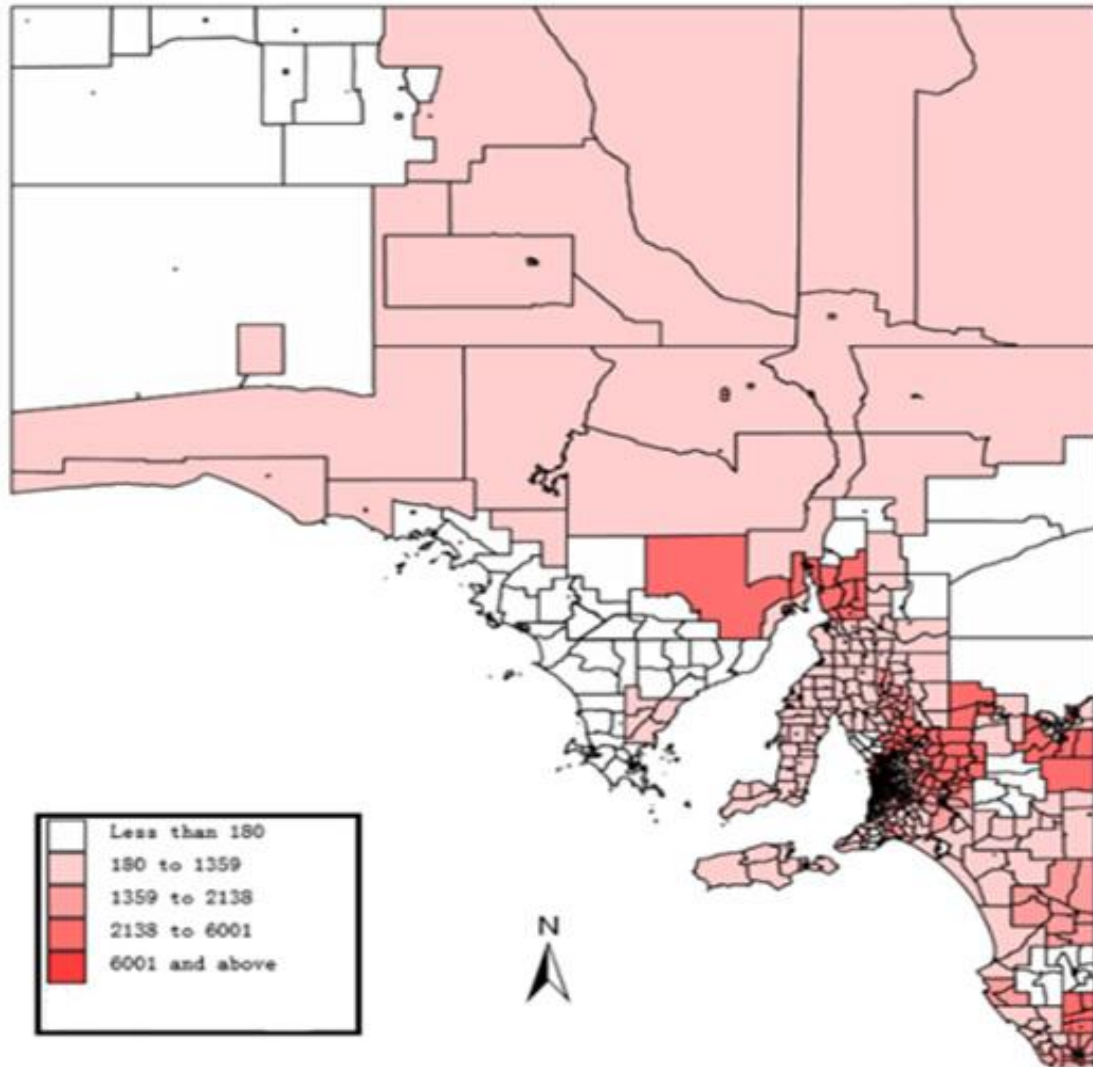 Less than 180
180 to 1359
1359 to 2138
2138 to 6001
6001 and above
N